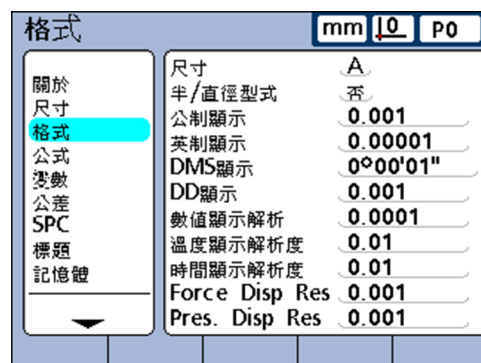 格式 mm 0 P0
關於
尺寸
格式
公式
變數
公差
SPC
標題
記憶體
尺寸 A
半/直徑型式 否
公制顯示 0.001
英制顯示 0.00001
DMS顯示 0°00'01"
DD顯示 0.001
數值顯示解析 0.0001
溫度顯示解析度 0.01
時間顯示解析度 0.01
Force Disp Res 0.001
Pres. Disp Res 0.001